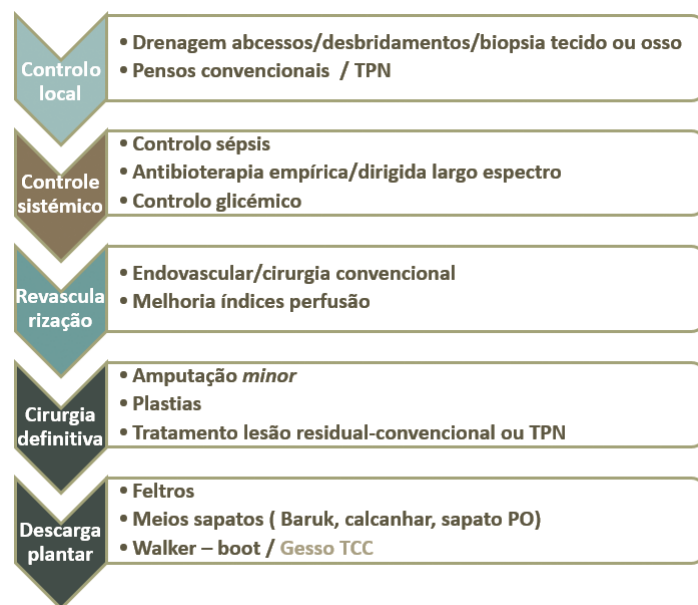 Controlo
local
• Drenagem abcessos/desbridamentos/biopsia tecido ou osso
• Pensos convencionais / TPN
Controle
sistémico
• Controlo sépsis
• Antibioterapia empírica/dirigida largo espectro
• Controlo glicémico
Revascula
rização
• Endovascular/cirurgia convencional
• Melhoria índices perfusão
Cirurgia
definitiva
• Amputação minor
• Plastias
• Tratamento lesão residual-convencional ou TPN
Descarga
plantar
• Feltros
• Meios sapatos ( Baruk, calcanhar, sapato PO)
• Walker – boot / Gesso TCC